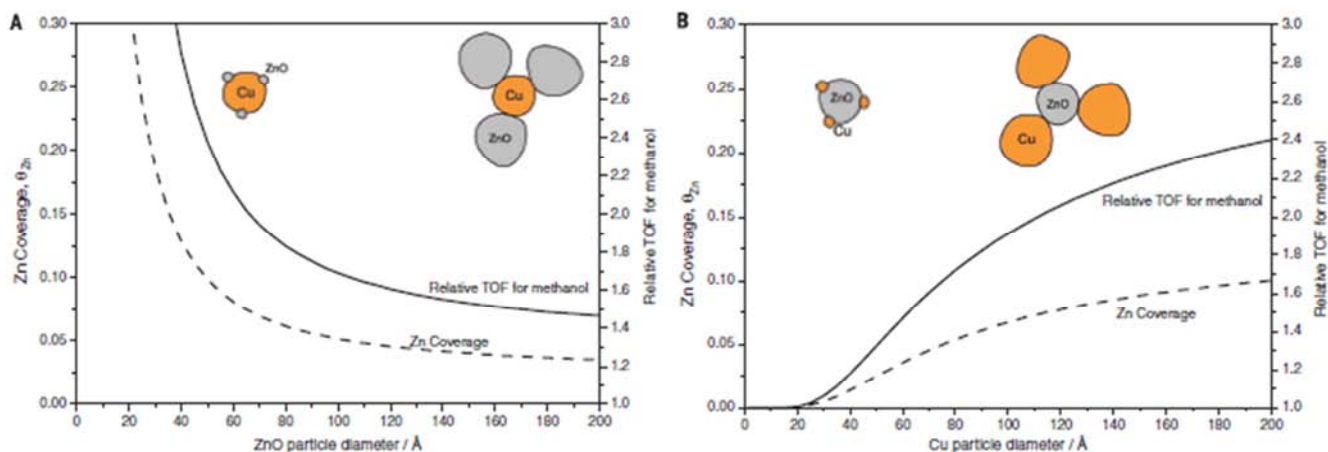 A
0.30
0.25
0.20
0.15
0.10
0.05
0.00
Zn Coverage, θZn
0 20 40 60 80 100 120 140 160 180 200
ZnO particle diameter / Å
3.0
2.8
2.6
2.4
2.2
2.0
1.8
1.6
1.4
1.2
1.0
Relative TOF for methanol
ZnO
Cu
Cu
ZnO
Relative TOF for methanol
Zn Coverage
B
0.30
0.25
0.20
0.15
0.10
0.05
0.00
Zn Coverage, θZn
0 20 40 60 80 100 120 140 160 180 200
Cu particle diameter / Å
3.0
2.8
2.6
2.4
2.2
2.0
1.8
1.6
1.4
1.2
1.0
Relative TOF for methanol
ZnO
Cu
ZnO
Cu
Relative TOF for methanol
Zn Coverage